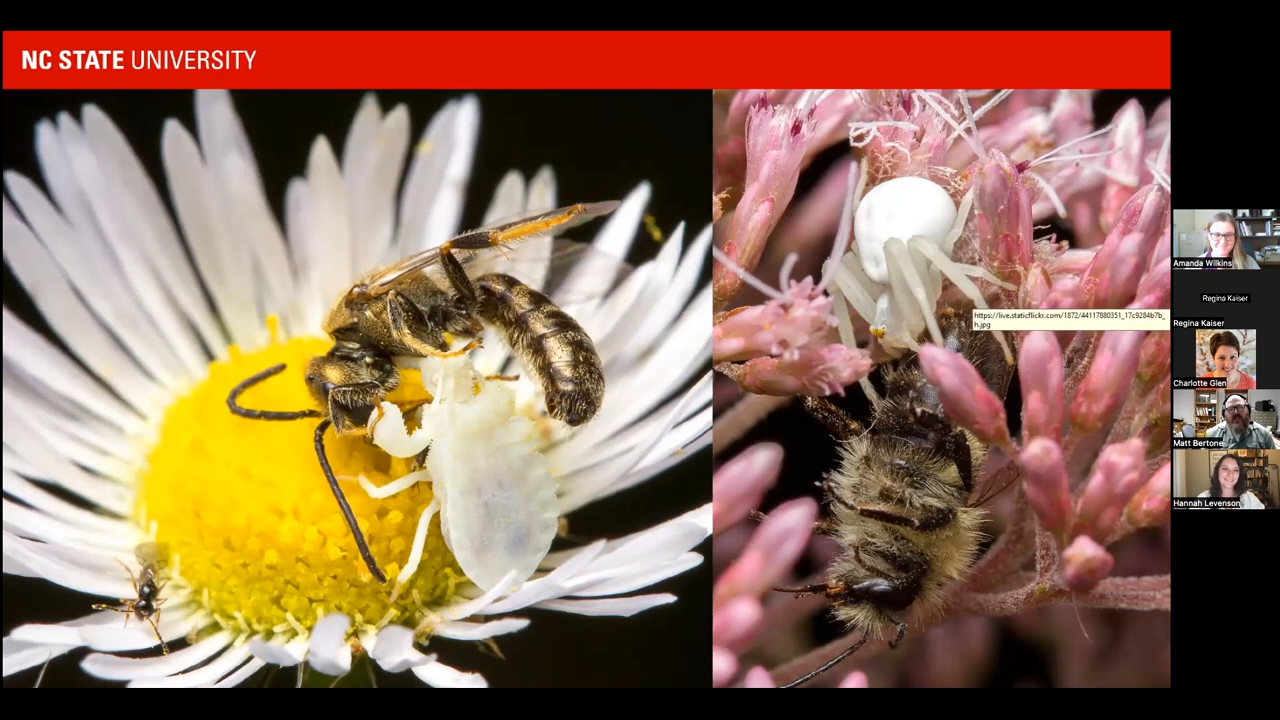 NC STATE UNIVERSITY
https://live.staticflickr.com/1872/44117880351_17c9284b7b_
h.jpg
Amanda Wilkins
Regina Kaiser
Regina Kaiser
Charlotte Glen
Matt Bertone
Hannah Levenson